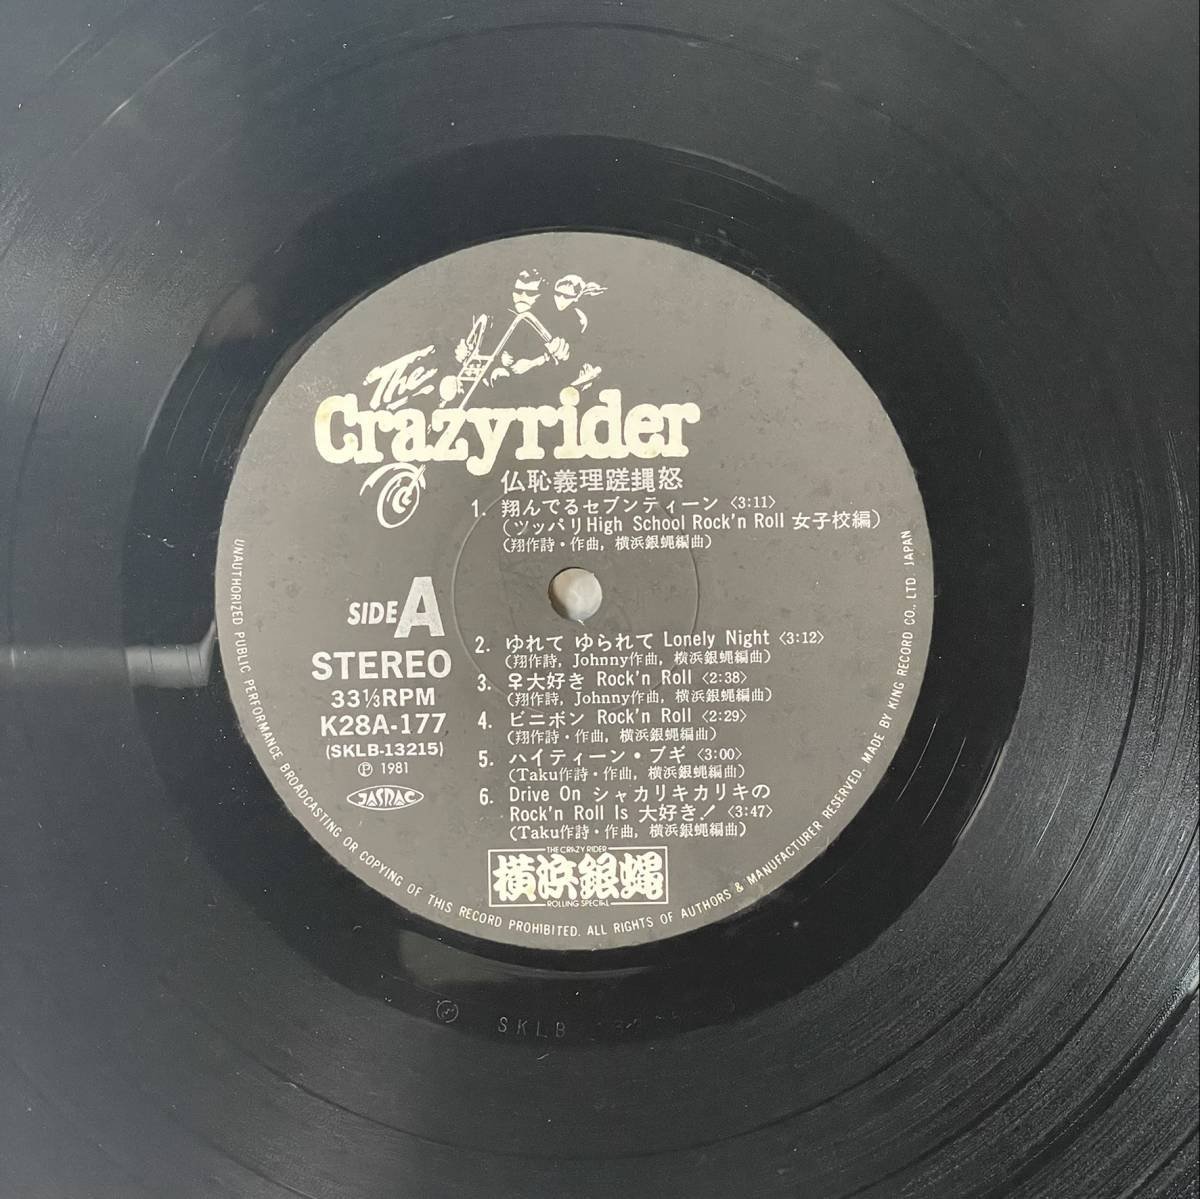 The
Crazyrider
仏恥義理蹉䡄怒
1. 翔んでるセブンティーン〈3:11〉
(ツッパリHigh School Rock'n Roll 女子校編)
(翔作詩・作曲, 横浜銀蝿編曲)
SIDE A
STEREO
33⅓RPM
K28A-177
(SKLB-13215)
Ⓟ 1981
JASRAC
2. ゆれて ゆられて Lonely Night〈3:12〉
(翔作詩, Johnny作曲, 横浜銀蝿編曲)
3. ♀大好き Rock'n Roll〈2:38〉
(翔作詩, Johnny作曲, 横浜銀蝿編曲)
4. ビニボン Rock'n Roll〈2:29〉
(翔作詩・作曲, 横浜銀蝿編曲)
5. ハイティーン・ブギ〈3:00〉
(Taku作詩・作曲, 横浜銀蝿編曲)
6. Drive On シャカリキカリキの
Rock'n Roll Is 大好き!〈3:47〉
(Taku作詩・作曲, 横浜銀蝿編曲)
THE CRAZY RIDER
横浜銀蝿
ROLLING SPECIAL
UNAUTHORIZED PUBLIC PERFORMANCE BROADCASTING OR COPYING OF THIS RECORD PROHIBITED. ALL RIGHTS OF AUTHORS & MANUFACTURER RESERVED. MADE BY KING RECORD CO., LTD. JAPAN
SKLB